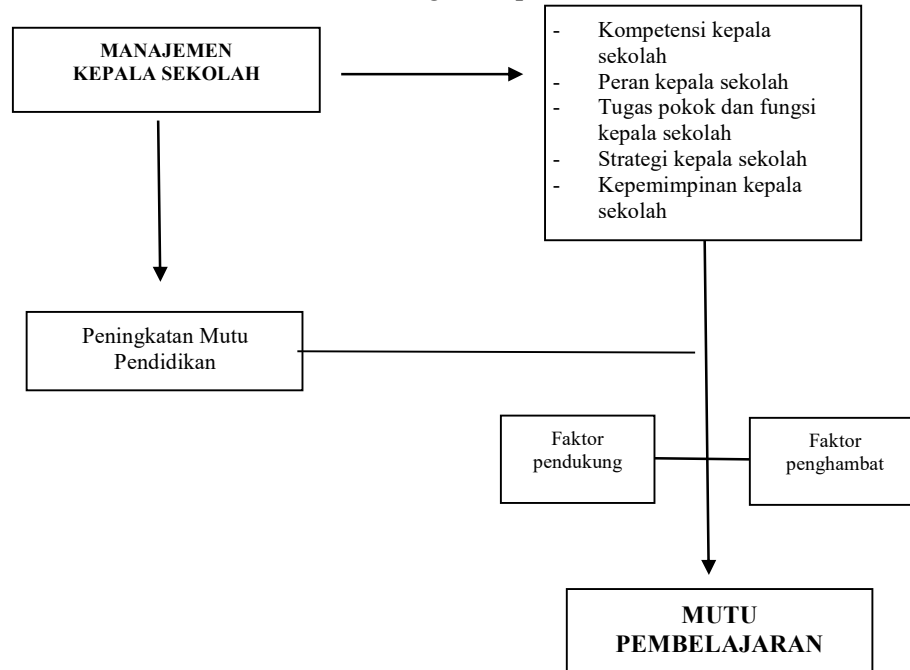 MANAJEMEN
KEPALA SEKOLAH
- Kompetensi kepala
sekolah
- Peran kepala sekolah
- Tugas pokok dan fungsi
kepala sekolah
- Strategi kepala sekolah
- Kepemimpinan kepala
sekolah
Peningkatan Mutu
Pendidikan
Faktor
pendukung
Faktor
penghambat
MUTU
PEMBELAJARAN